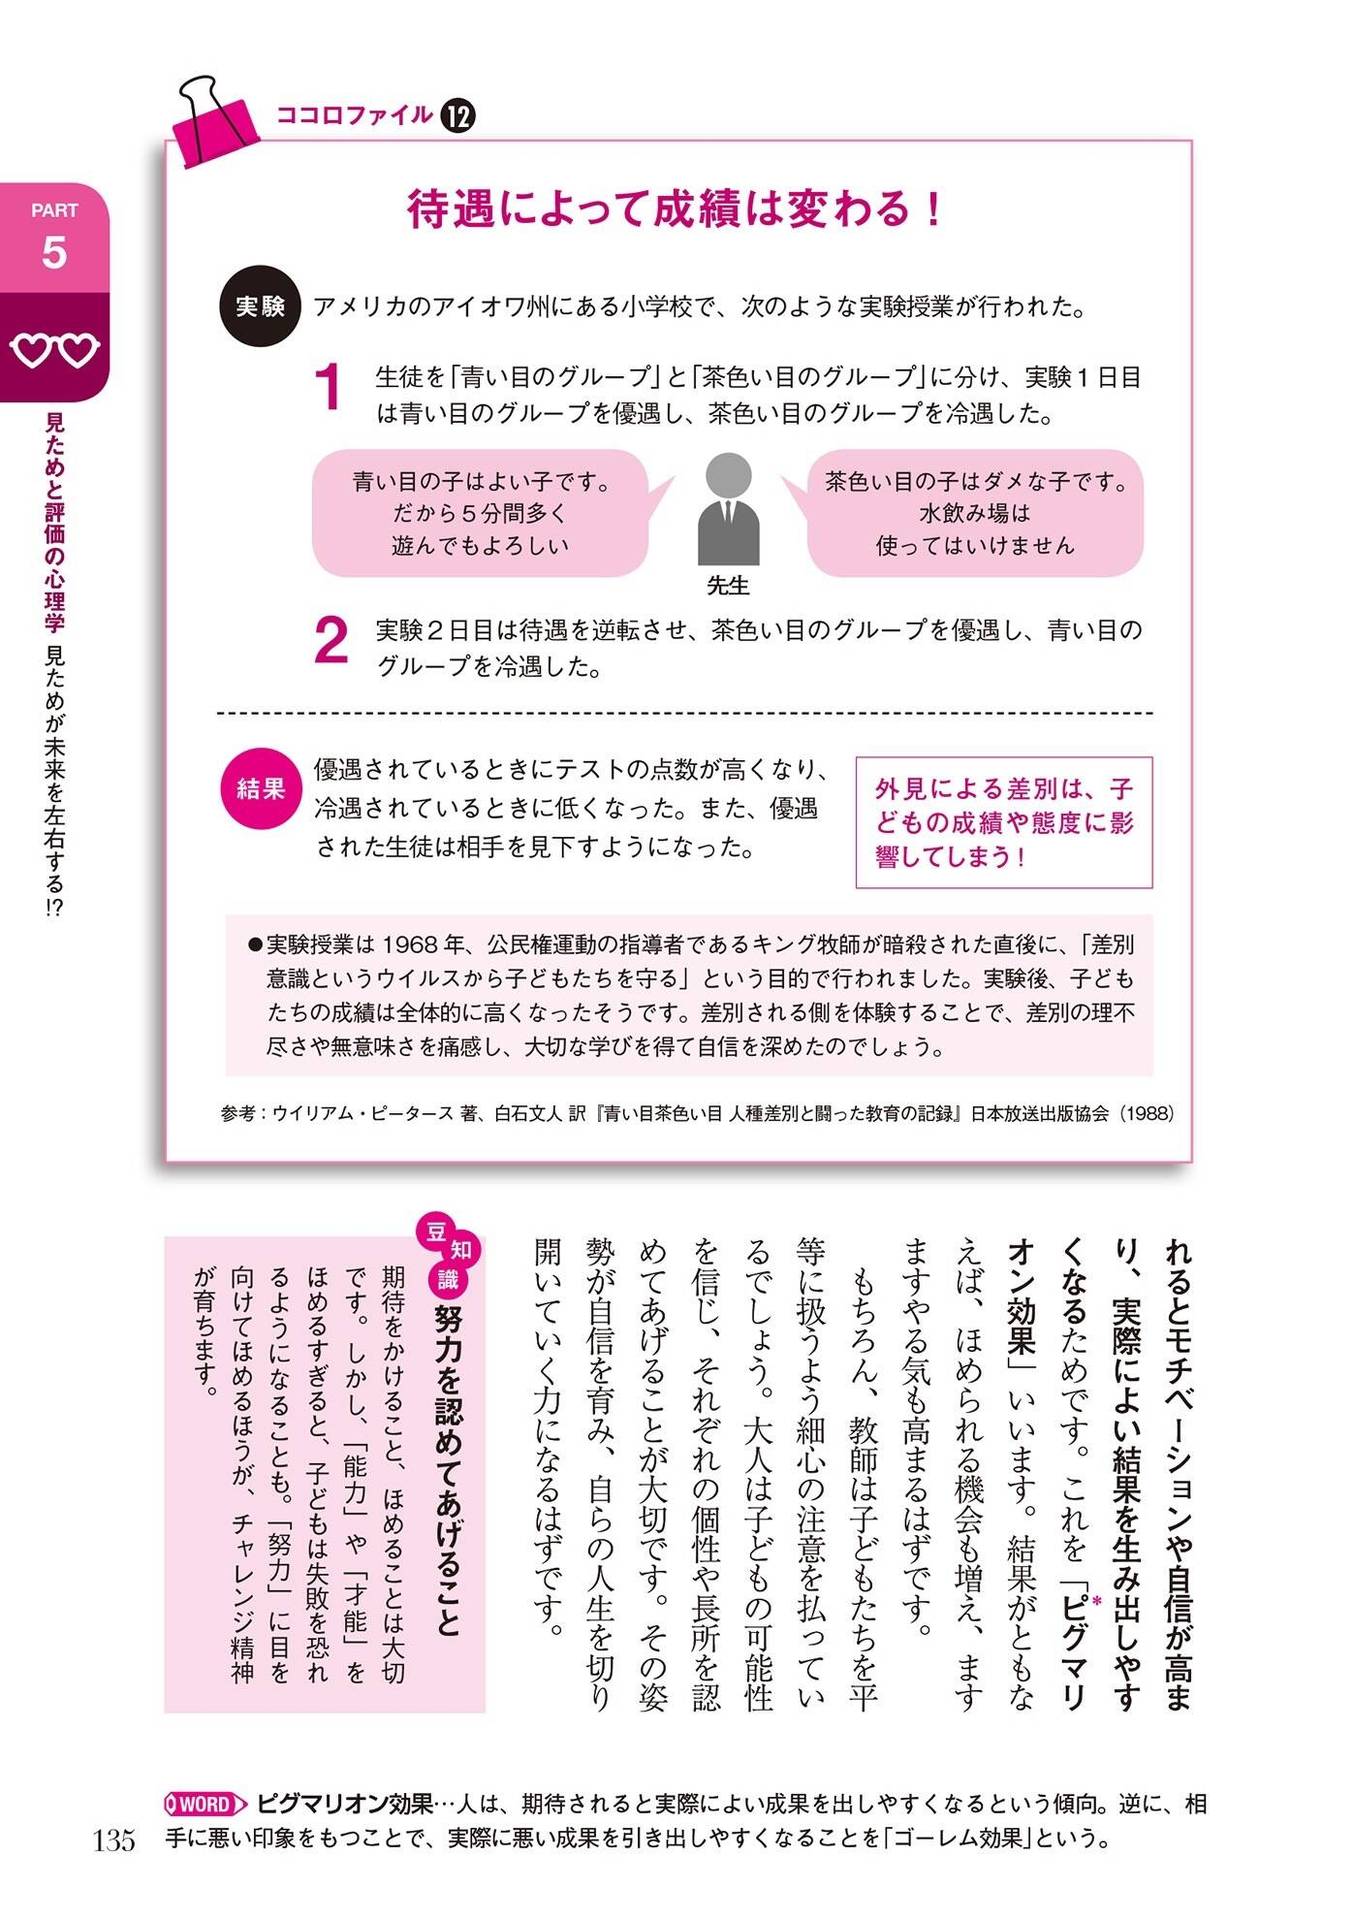 ココロファイル 12
待遇によって成績は変わる！
実験
アメリカのアイオワ州にある小学校で、次のような実験授業が行われた。
1
生徒を「青い目のグループ」と「茶色い目のグループ」に分け、実験１日目
は青い目のグループを優遇し、茶色い目のグループを冷遇した。
青い目の子はよい子です。
だから５分間多く
遊んでもよろしい
先生
茶色い目の子はダメな子です。
水飲み場は
使ってはいけません
2
実験２日目は待遇を逆転させ、茶色い目のグループを優遇し、青い目の
グループを冷遇した。
結果
優遇されているときにテストの点数が高くなり、
冷遇されているときに低くなった。また、優遇
された生徒は相手を見下すようになった。
外見による差別は、子
どもの成績や態度に影
響してしまう！
●実験授業は 1968 年、公民権運動の指導者であるキング牧師が暗殺された直後に、「差別
意識というウイルスから子どもたちを守る」という目的で行われました。実験後、子ども
たちの成績は全体的に高くなったそうです。差別される側を体験することで、差別の理不
尽さや無意味さを痛感し、大切な学びを得て自信を深めたのでしょう。
参考：ウイリアム・ピータース 著、白石文人 訳『青い目茶色い目 人種差別と闘った教育の記録』日本放送出版協会（1988）
PART
5
見ためと評価の心理学 見ためが未来を左右する!?
れるとモチベーションや自信が高ま
り、実際によい結果を生み出しやす
くなるためです。これを「ピグマリ
＊
オン効果」いいます。結果がともな
えば、ほめられる機会も増え、ます
ますやる気も高まるはずです。
もちろん、教師は子どもたちを平
等に扱うよう細心の注意を払ってい
るでしょう。大人は子どもの可能性
を信じ、それぞれの個性や長所を認
めてあげることが大切です。その姿
勢が自信を育み、自らの人生を切り
開いていく力になるはずです。
豆知識
努力を認めてあげること
期待をかけること、ほめることは大切
です。しかし、「能力」や「才能」を
ほめるすぎると、子どもは失敗を恐れ
るようになることも。「努力」に目を
向けてほめるほうが、チャレンジ精神
が育ちます。
WORD ピグマリオン効果…人は、期待されると実際によい成果を出しやすくなるという傾向。逆に、相
手に悪い印象をもつことで、実際に悪い成果を引き出しやすくなることを「ゴーレム効果」という。
135